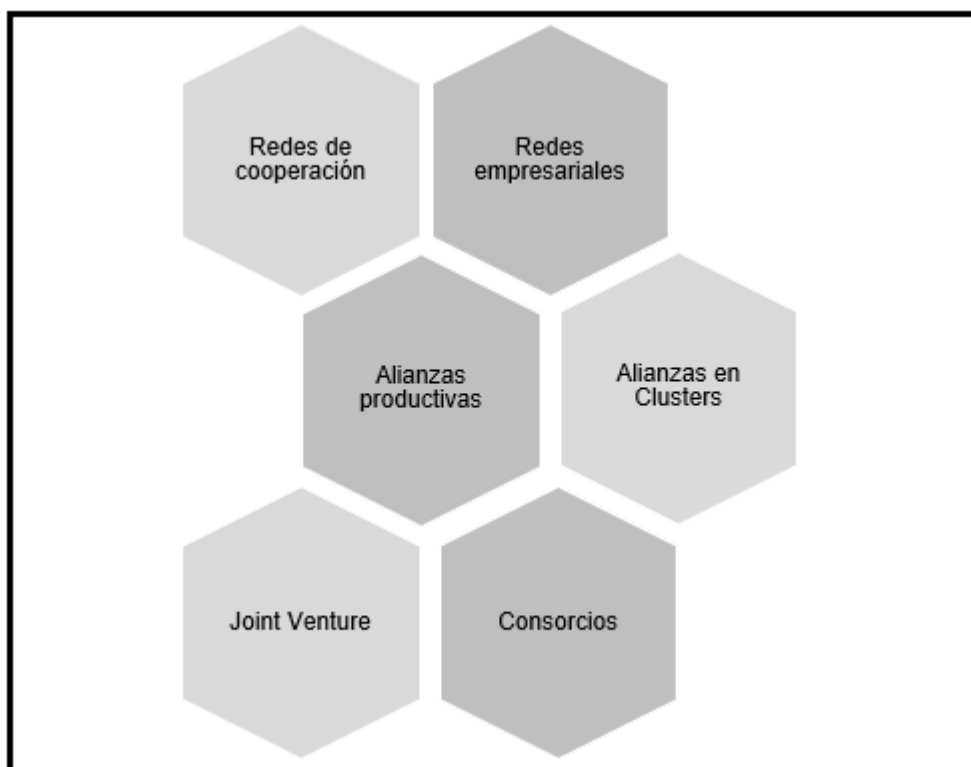 Redes de
cooperación
Redes
empresariales
Alianzas
productivas
Alianzas en
Clusters
Joint Venture
Consorcios